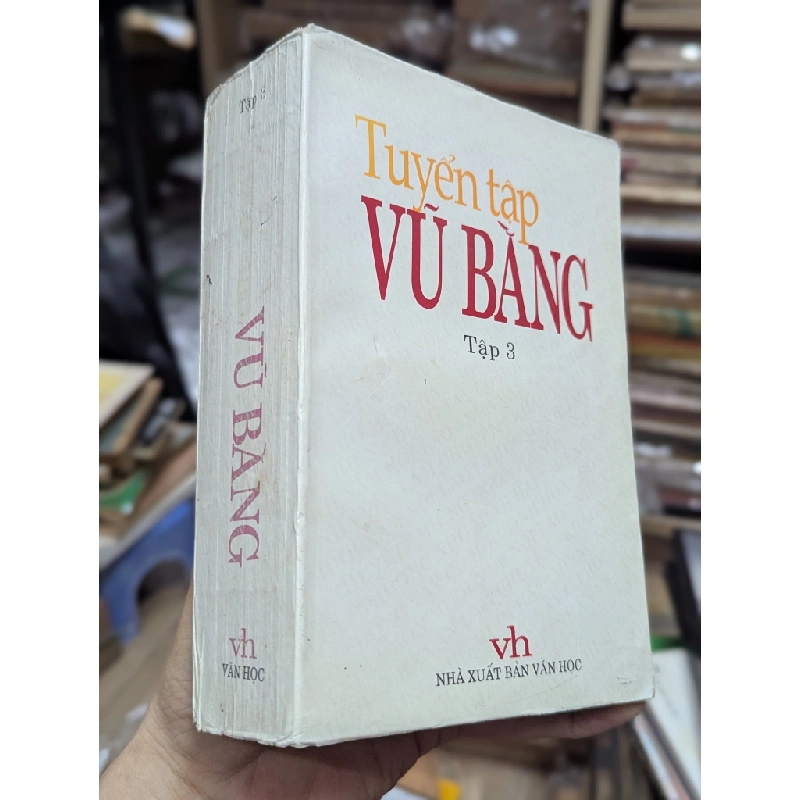 Tuyển tập
VŨ BẰNG
Tập 3
vh
NHÀ XUẤT BẢN VĂN HỌC
Tập 3
VŨ BẰNG
vh
VĂN HỌC